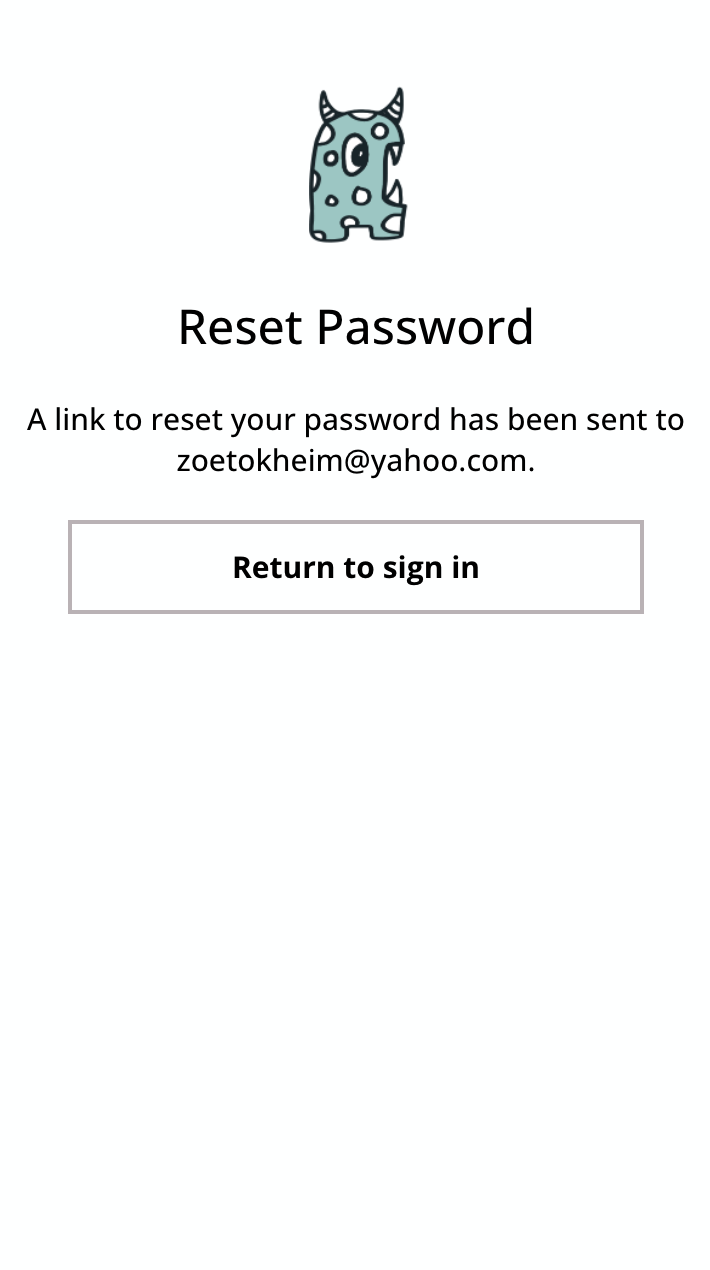 Reset Password
A link to reset your password has been sent to
zoetokheim@yahoo.com.
Return to sign in